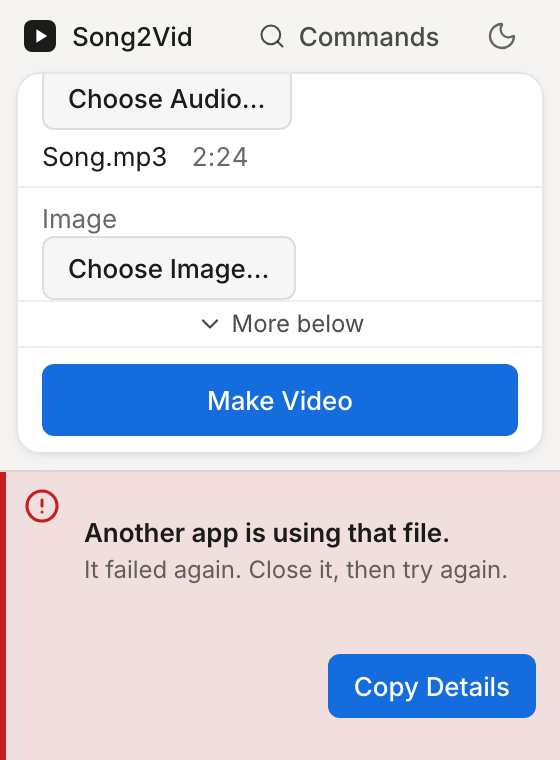 Song2Vid
Commands
Choose Audio...
Song.mp3 2:24
Image
Choose Image...
More below
Make Video
Another app is using that file.
It failed again. Close it, then try again.
Copy Details